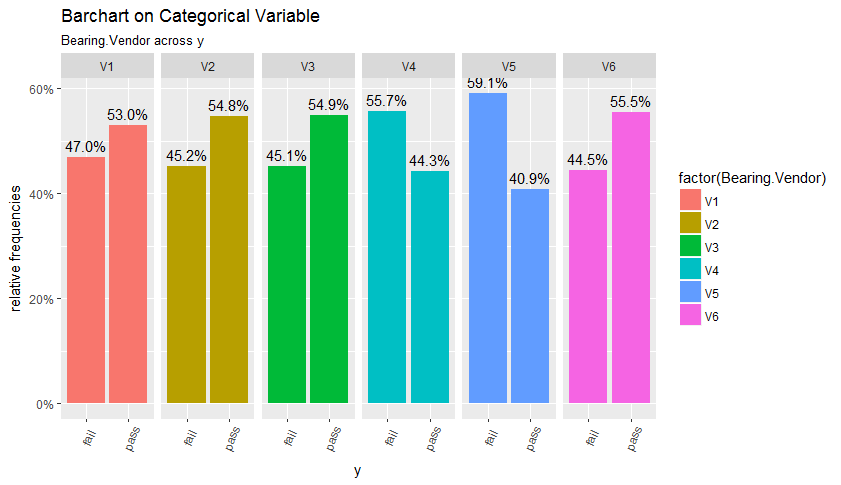 Barchart on Categorical Variable
Bearing.Vendor across y
V1 V2 V3 V4 V5 V6
60%
40%
20%
0%
relative frequencies
47.0% 53.0% 45.2% 54.8% 45.1% 54.9% 55.7% 44.3% 59.1% 40.9% 44.5% 55.5%
fail pass fail pass fail pass fail pass fail pass fail pass
y
factor(Bearing.Vendor)
V1
V2
V3
V4
V5
V6